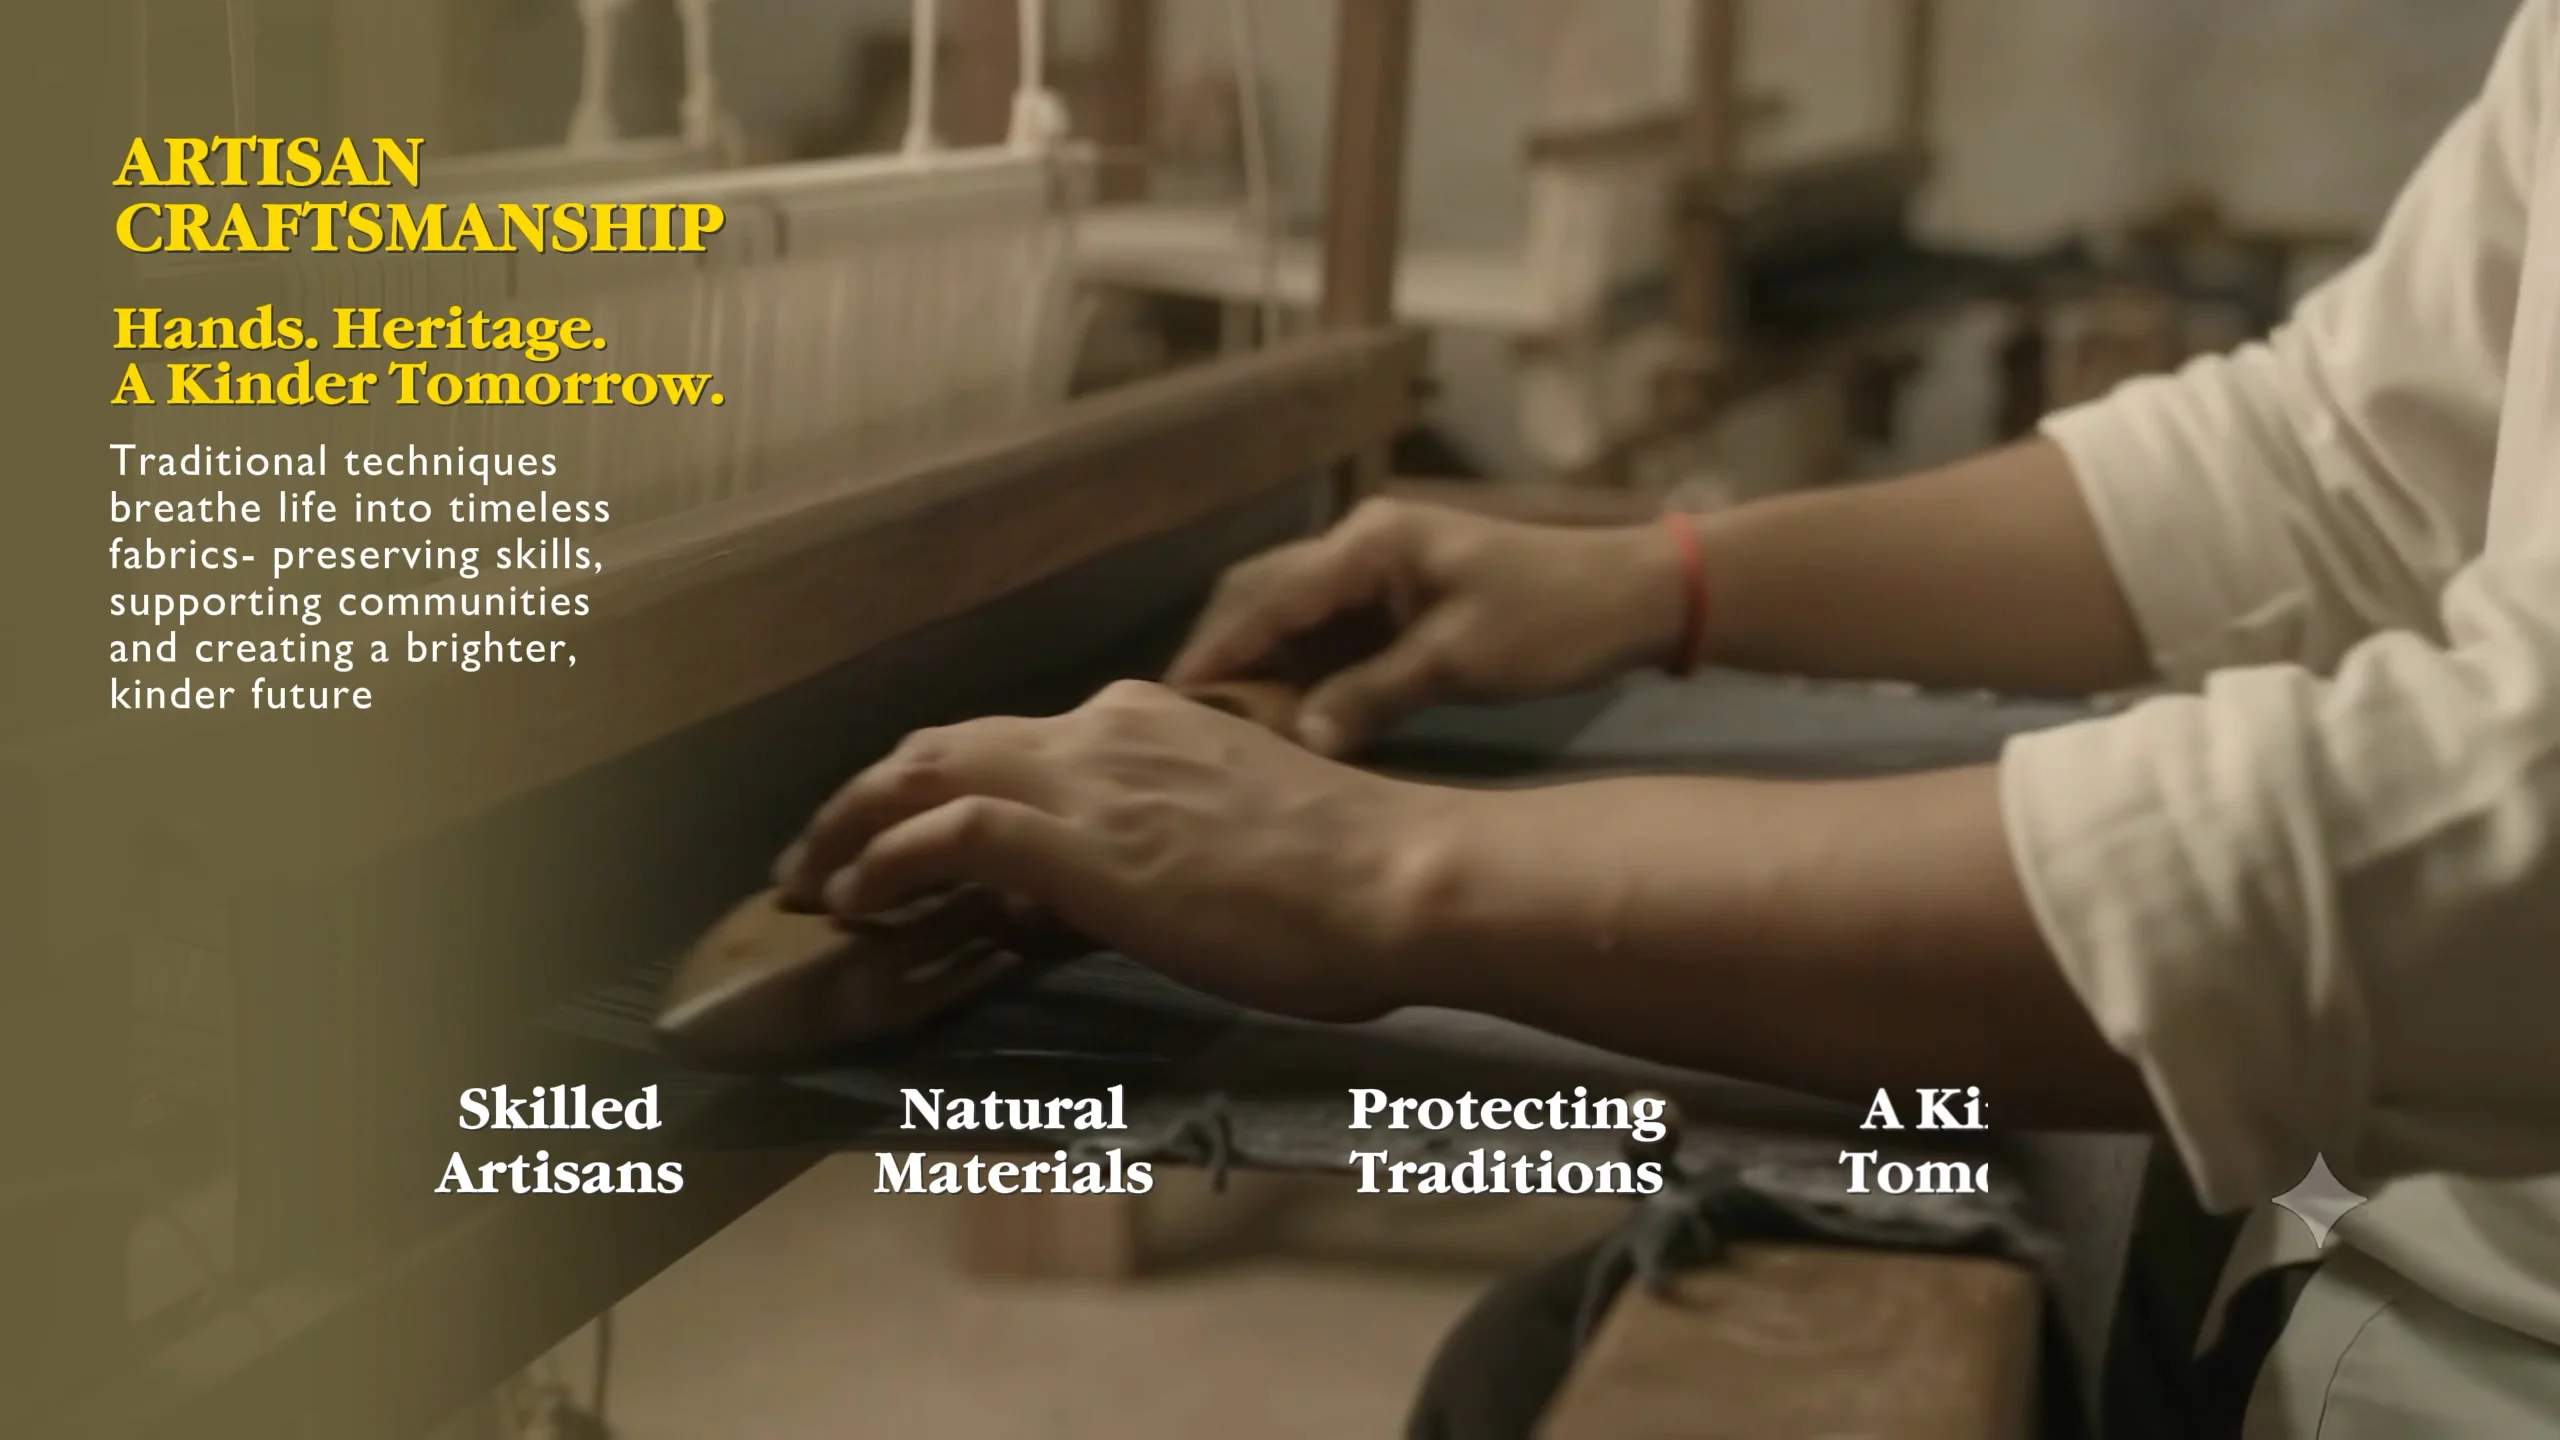 ARTISAN
CRAFTSMANSHIP
Hands. Heritage.
A Kinder Tomorrow.
Traditional techniques
breathe life into timeless
fabrics- preserving skills,
supporting communities
and creating a brighter,
kinder future
Skilled Natural Protecting A
Artisans Materials Traditions